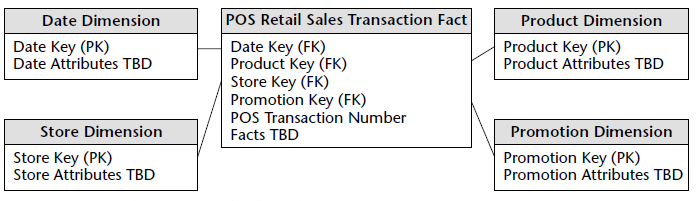 Date Dimension
Date Key (PK)
Date Attributes TBD
Store Dimension
Store Key (PK)
Store Attributes TBD
POS Retail Sales Transaction Fact
Date Key (FK)
Product Key (FK)
Store Key (FK)
Promotion Key (FK)
POS Transaction Number
Facts TBD
Product Dimension
Product Key (PK)
Product Attributes TBD
Promotion Dimension
Promotion Key (PK)
Promotion Attributes TBD